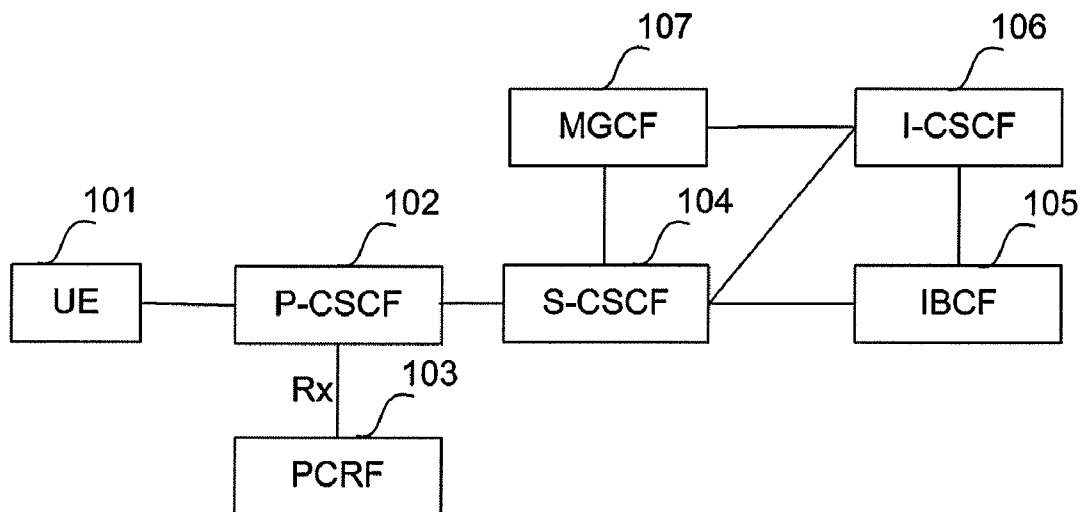 107
106
MGCF
I-CSCF
101
102
104
105
UE
P-CSCF
S-CSCF
IBCF
Rx
103
PCRF